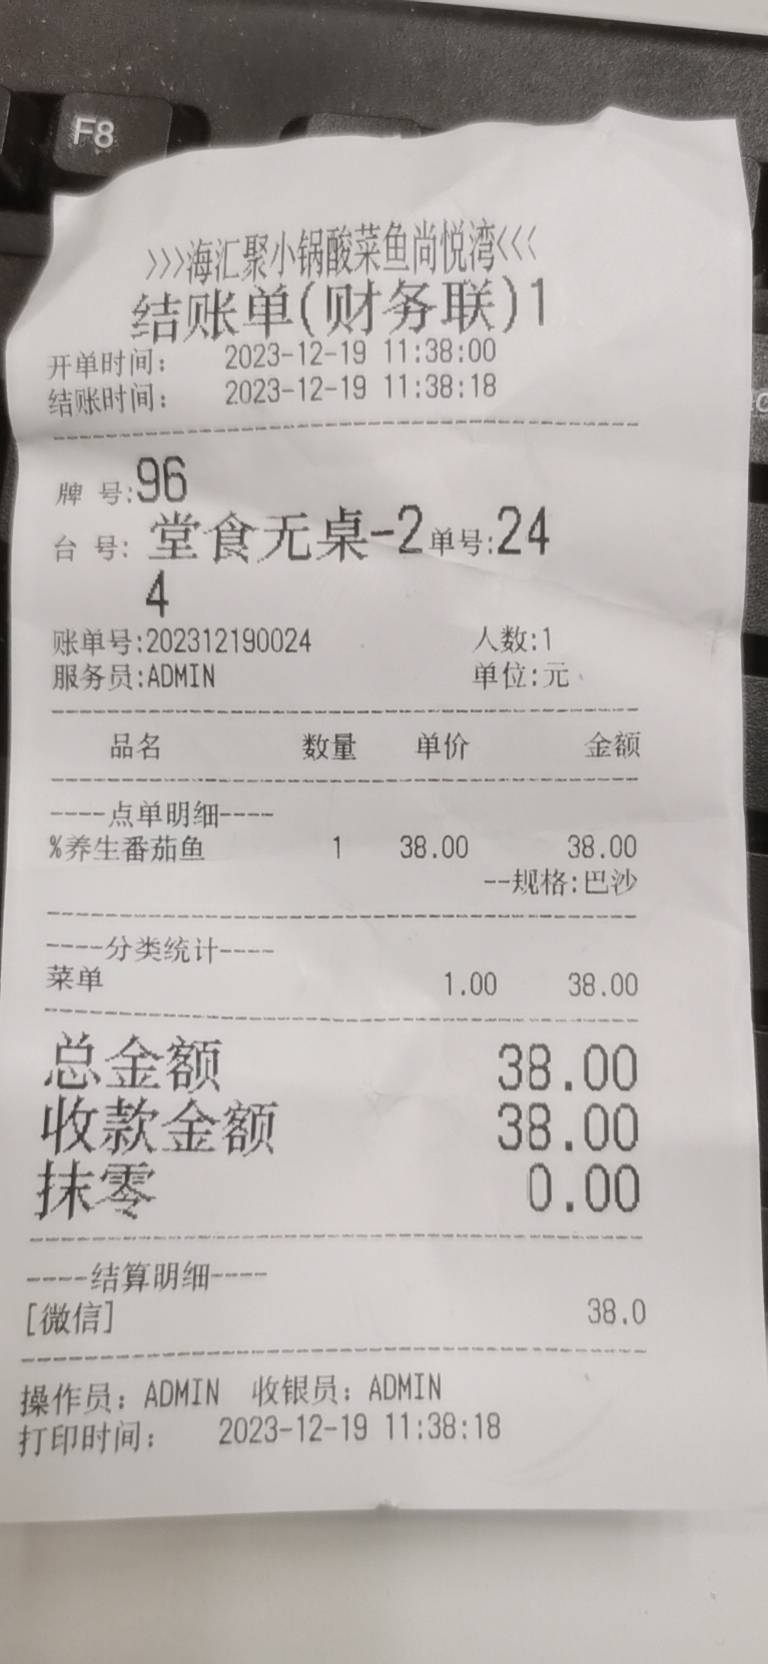 F8
>>>海汇聚小锅酸菜鱼尚悦湾<<<
结账单(财务联)1
开单时间: 2023-12-19 11:38:00
结账时间: 2023-12-19 11:38:18
牌 号:96
台 号: 堂食无桌-2 单号:24
4
账单号:202312190024 人数:1
服务员:ADMIN 单位:元
品名 数量 单价 金额
----点单明细----
%养生番茄鱼 1 38.00 38.00
--规格:巴沙
----分类统计----
菜单 1.00 38.00
总金额 38.00
收款金额 38.00
抹零 0.00
----结算明细----
[微信] 38.0
操作员: ADMIN 收银员: ADMIN
打印时间: 2023-12-19 11:38:18